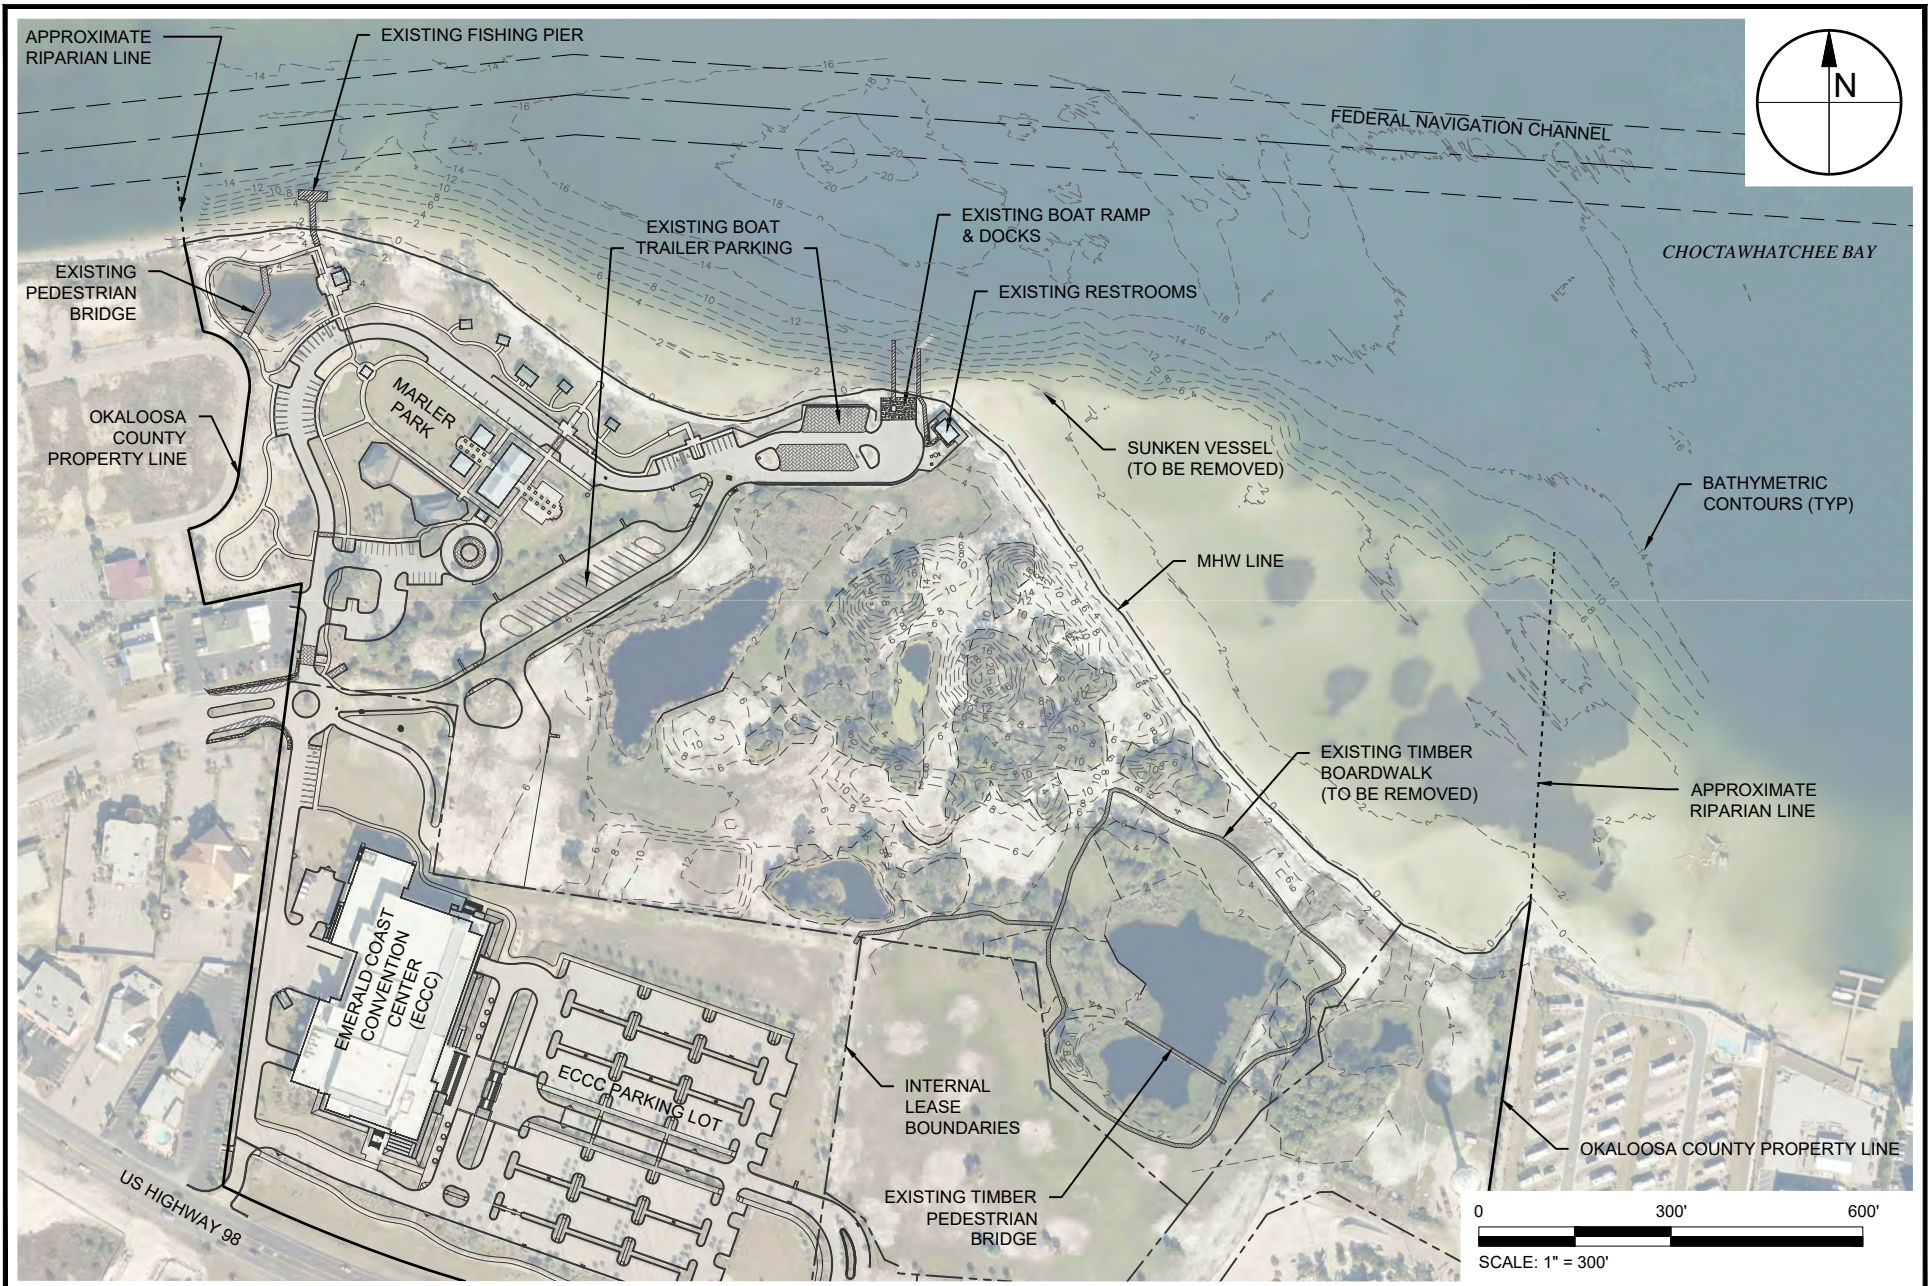 APPROXIMATE
RIPARIAN LINE
EXISTING FISHING PIER
N
FEDERAL NAVIGATION CHANNEL
CHOCTAWHATCHEE BAY
EXISTING BOAT
TRAILER PARKING
EXISTING BOAT RAMP
& DOCKS
EXISTING
PEDESTRIAN
BRIDGE
EXISTING RESTROOMS
MARLER
PARK
OKALOOSA
COUNTY
PROPERTY LINE
SUNKEN VESSEL
(TO BE REMOVED)
BATHYMETRIC
CONTOURS (TYP)
MHW LINE
EXISTING TIMBER
BOARDWALK
(TO BE REMOVED)
APPROXIMATE
RIPARIAN LINE
EMERALD COAST
CONVENTION
CENTER
(ECCC)
ECCC PARKING LOT
INTERNAL
LEASE
BOUNDARIES
OKALOOSA COUNTY PROPERTY LINE
US HIGHWAY 98
EXISTING TIMBER
PEDESTRIAN
BRIDGE
0 300' 600'
SCALE: 1" = 300'